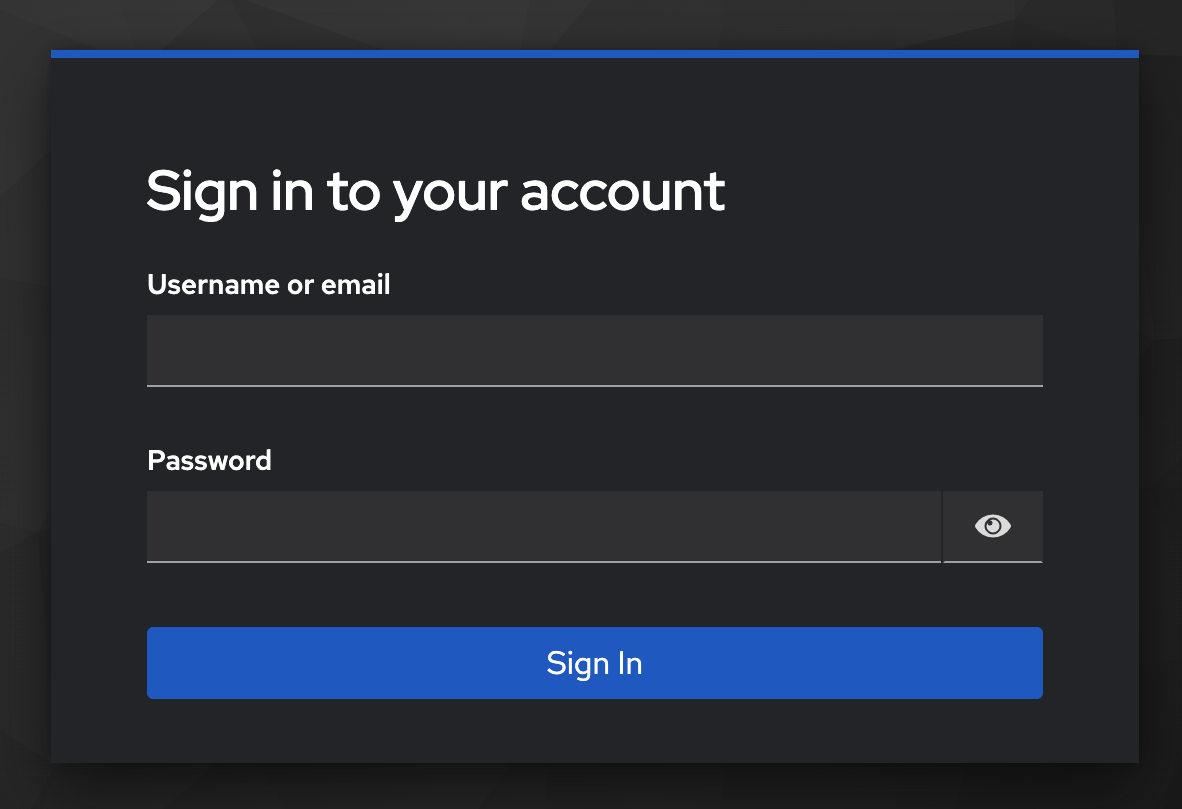 Sign in to your account
Username or email
Password
Sign In